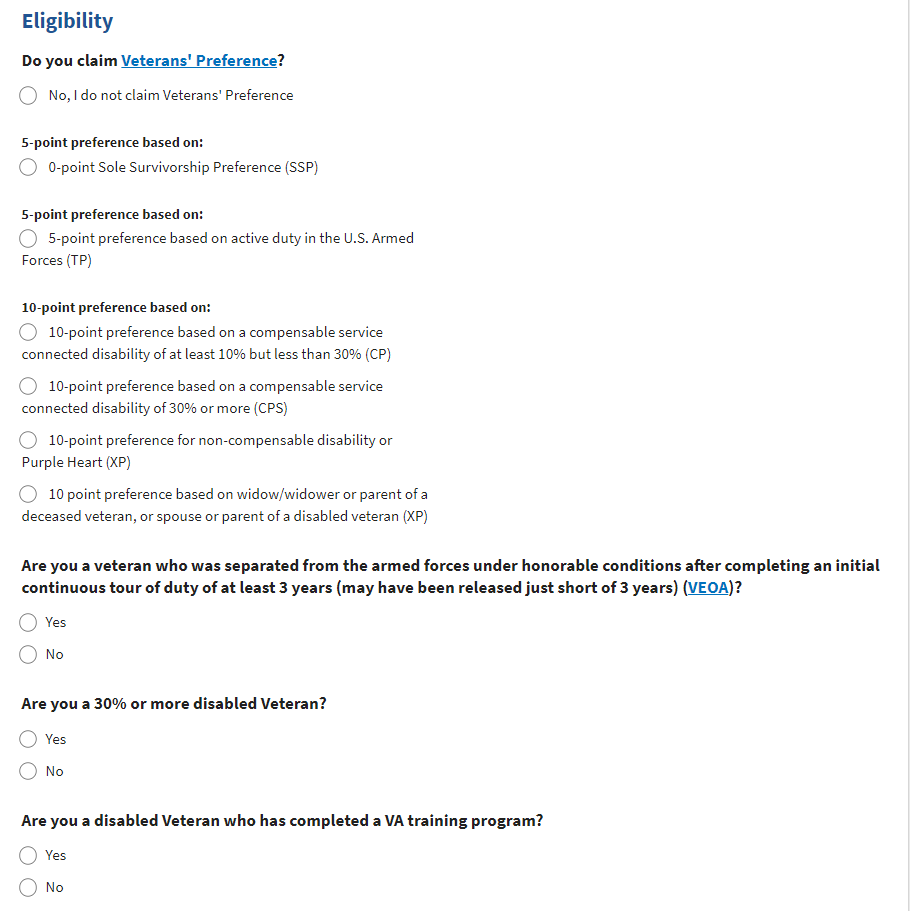 Eligibility
Do you claim Veterans' Preference?
No, I do not claim Veterans' Preference
5-point preference based on:
0-point Sole Survivorship Preference (SSP)
5-point preference based on:
5-point preference based on active duty in the U.S. Armed
Forces (TP)
10-point preference based on:
10-point preference based on a compensable service
connected disability of at least 10% but less than 30% (CP)
10-point preference based on a compensable service
connected disability of 30% or more (CPS)
10-point preference for non-compensable disability or
Purple Heart (XP)
10 point preference based on widow/widower or parent of a
deceased veteran, or spouse or parent of a disabled veteran (XP)
Are you a veteran who was separated from the armed forces under honorable conditions after completing an initial
continuous tour of duty of at least 3 years (may have been released just short of 3 years) (VEOA)?
Yes
No
Are you a 30% or more disabled Veteran?
Yes
No
Are you a disabled Veteran who has completed a VA training program?
Yes
No